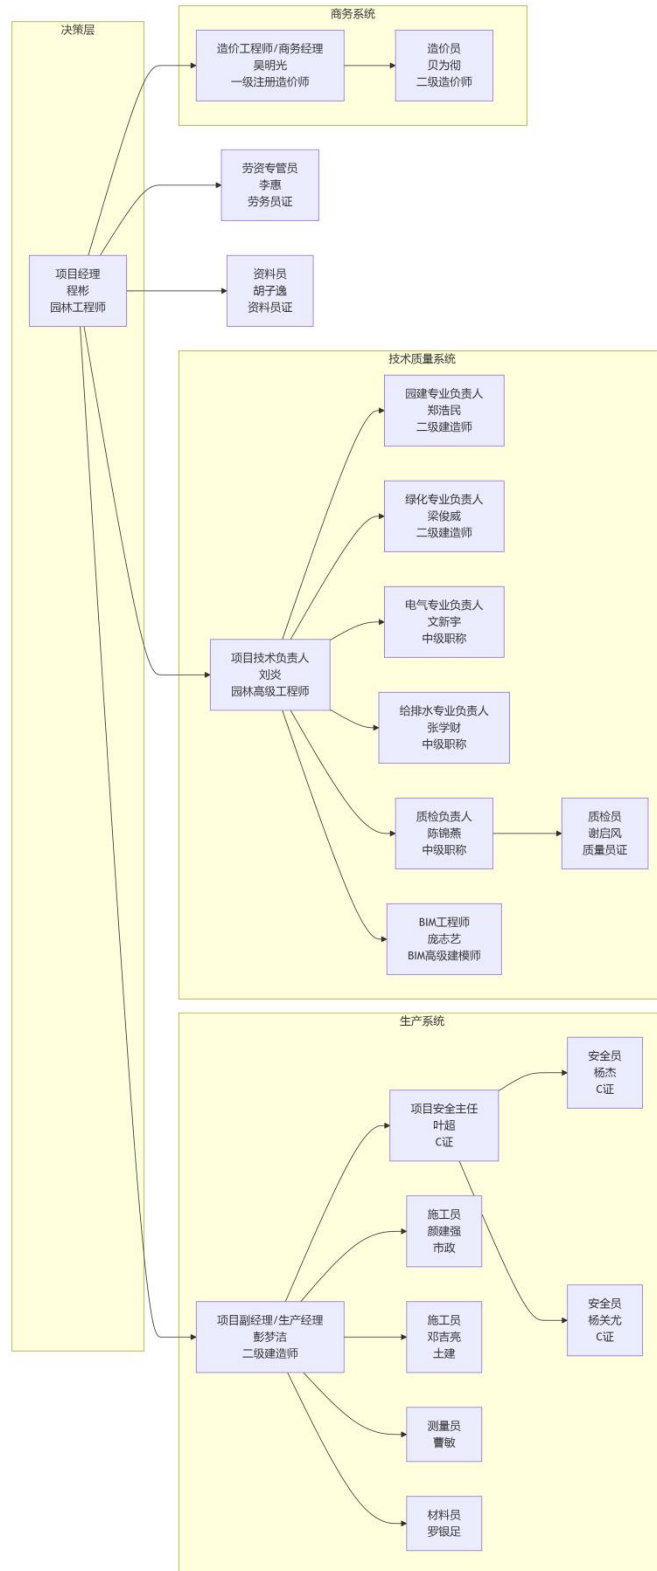 决策层
项目经理
程彬
园林工程师
商务系统
造价工程师/商务经理
吴明光
一级注册造价师
造价员
贝为彻
二级造价师
劳资专管员
李惠
劳务员证
资料员
胡子逸
资料员证
技术质量系统
园建专业负责人
郑浩民
二级建造师
绿化专业负责人
梁俊威
二级建造师
电气专业负责人
文新宇
中级职称
项目技术负责人
刘炎
园林高级工程师
给排水专业负责人
张学财
中级职称
质检负责人
陈锦燕
中级职称
质检员
谢启风
质量员证
BIM工程师
庞志艺
BIM高级建模师
生产系统
安全员
杨杰
C证
项目安全主任
叶超
C证
施工员
颜建强
市政
项目副经理/生产经理
彭梦洁
二级建造师
施工员
邓吉亮
土建
安全员
杨关尤
C证
测量员
曹敏
材料员
罗银足